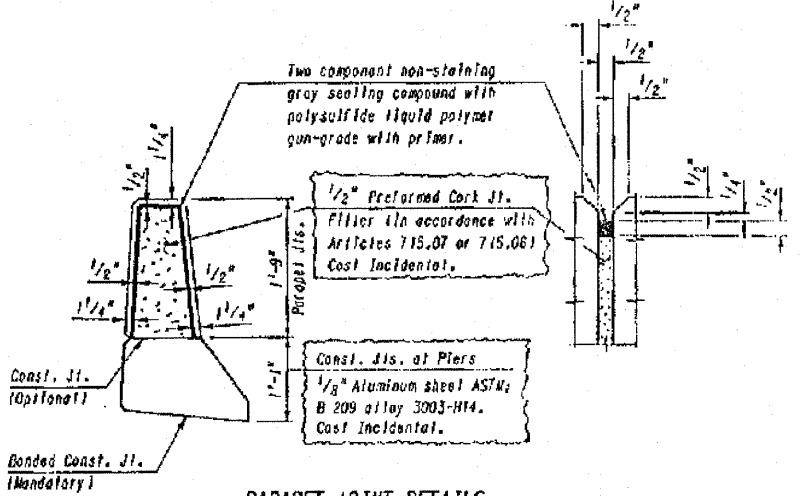 1/2"
1/2"
1/2"
Two component non-staining
gray sealing compound with
polysulfide liquid polymer
gun-grade with primer.
1/2"
1 1/4"
1/2" Preformed Cork Jt.
Filler (in accordance with
Articles 715.07 or 715.08)
Cost Incidental.
1/2"
1/4"
1/2"
1/2"
1/2"
1 1/4"
1 1/4"
1'-9"
Parapet Jts.
1'-1"
Const. Jts. at Piers
1/8" Aluminum sheet ASTM
B 209 alloy 3003-H14.
Cost Incidental.
Const. Jt.
(Optional)
Bonded Const. Jt.
(Mandatory)
PARAPET JOINT DETAILS